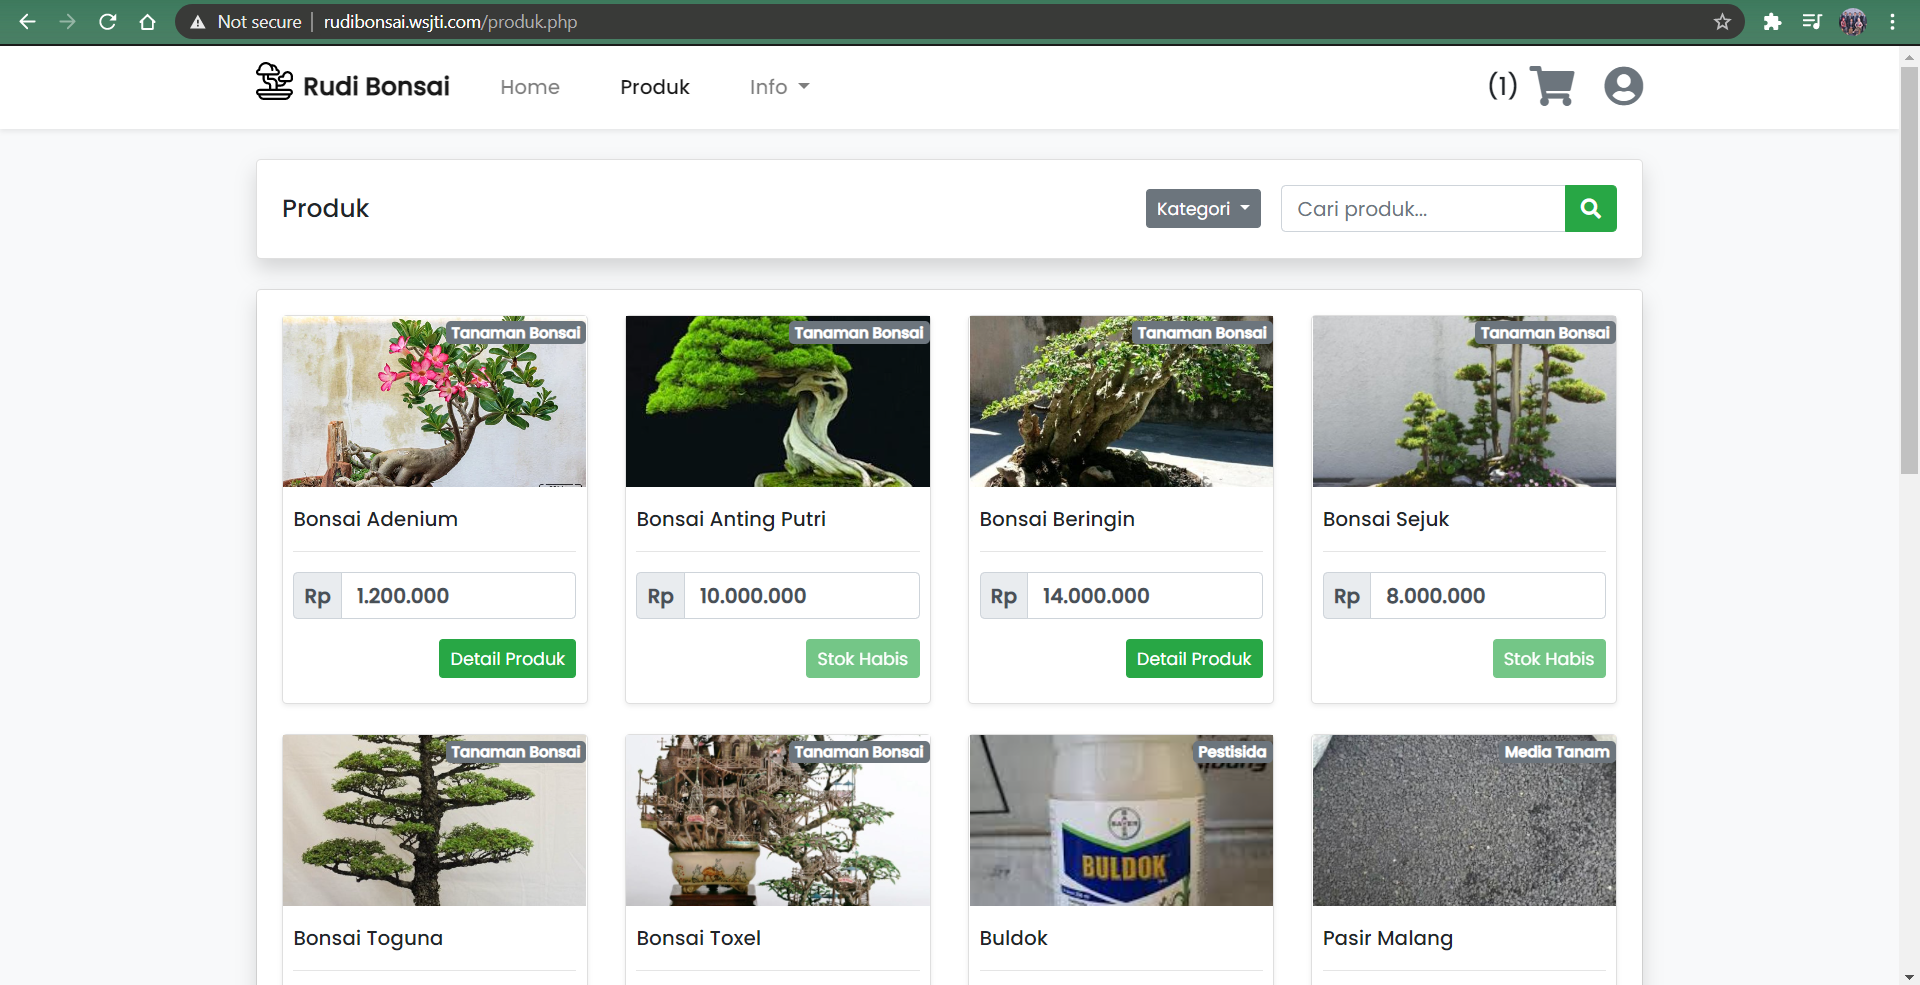 Not secure | rudibonsai.wsjti.com/produk.php
Rudi Bonsai Home Produk Info (1)
Produk Kategori Cari produk...
Tanaman Bonsai Tanaman Bonsai Tanaman Bonsai Tanaman Bonsai
Bonsai Adenium Bonsai Anting Putri Bonsai Beringin Bonsai Sejuk
Rp 1.200.000 Rp 10.000.000 Rp 14.000.000 Rp 8.000.000
Detail Produk Stok Habis Detail Produk Stok Habis
Tanaman Bonsai Tanaman Bonsai Pestisida Media Tanam
BAYER
BULDOK
Bonsai Toguna Bonsai Toxel Buldok Pasir Malang